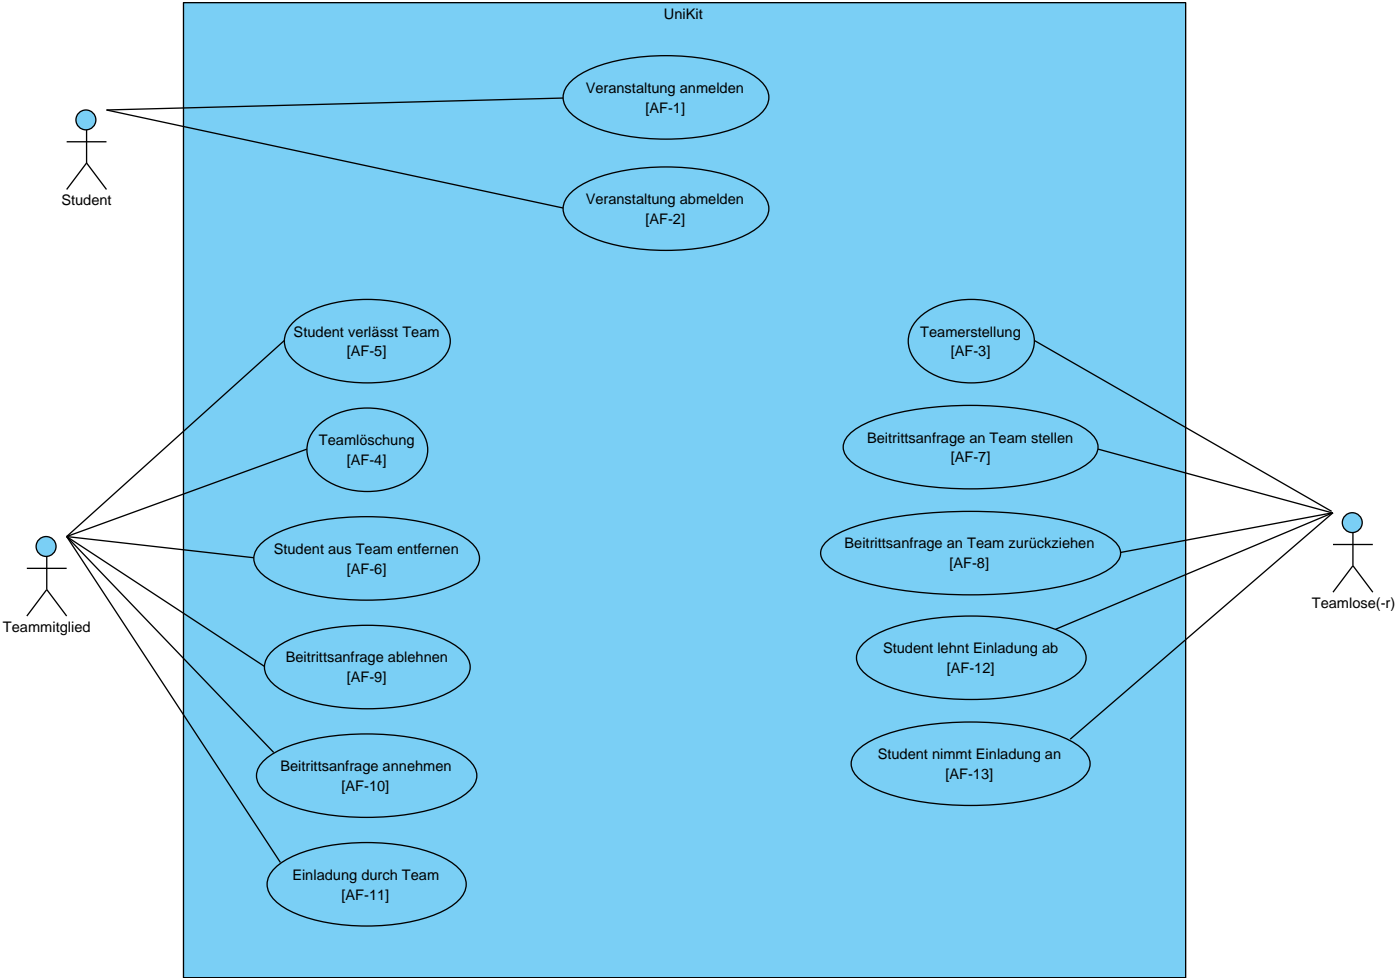 UniKit
Veranstaltung anmelden
[AF-1]
Student
Veranstaltung abmelden
[AF-2]
Student verlässt Team
[AF-5]
Teamlöschung
[AF-4]
Student aus Team entfernen
[AF-6]
Teammitglied
Beitrittsanfrage ablehnen
[AF-9]
Beitrittsanfrage annehmen
[AF-10]
Einladung durch Team
[AF-11]
Teamerstellung
[AF-3]
Beitrittsanfrage an Team stellen
[AF-7]
Beitrittsanfrage an Team zurückziehen
[AF-8]
Teamlose(-r)
Student lehnt Einladung ab
[AF-12]
Student nimmt Einladung an
[AF-13]